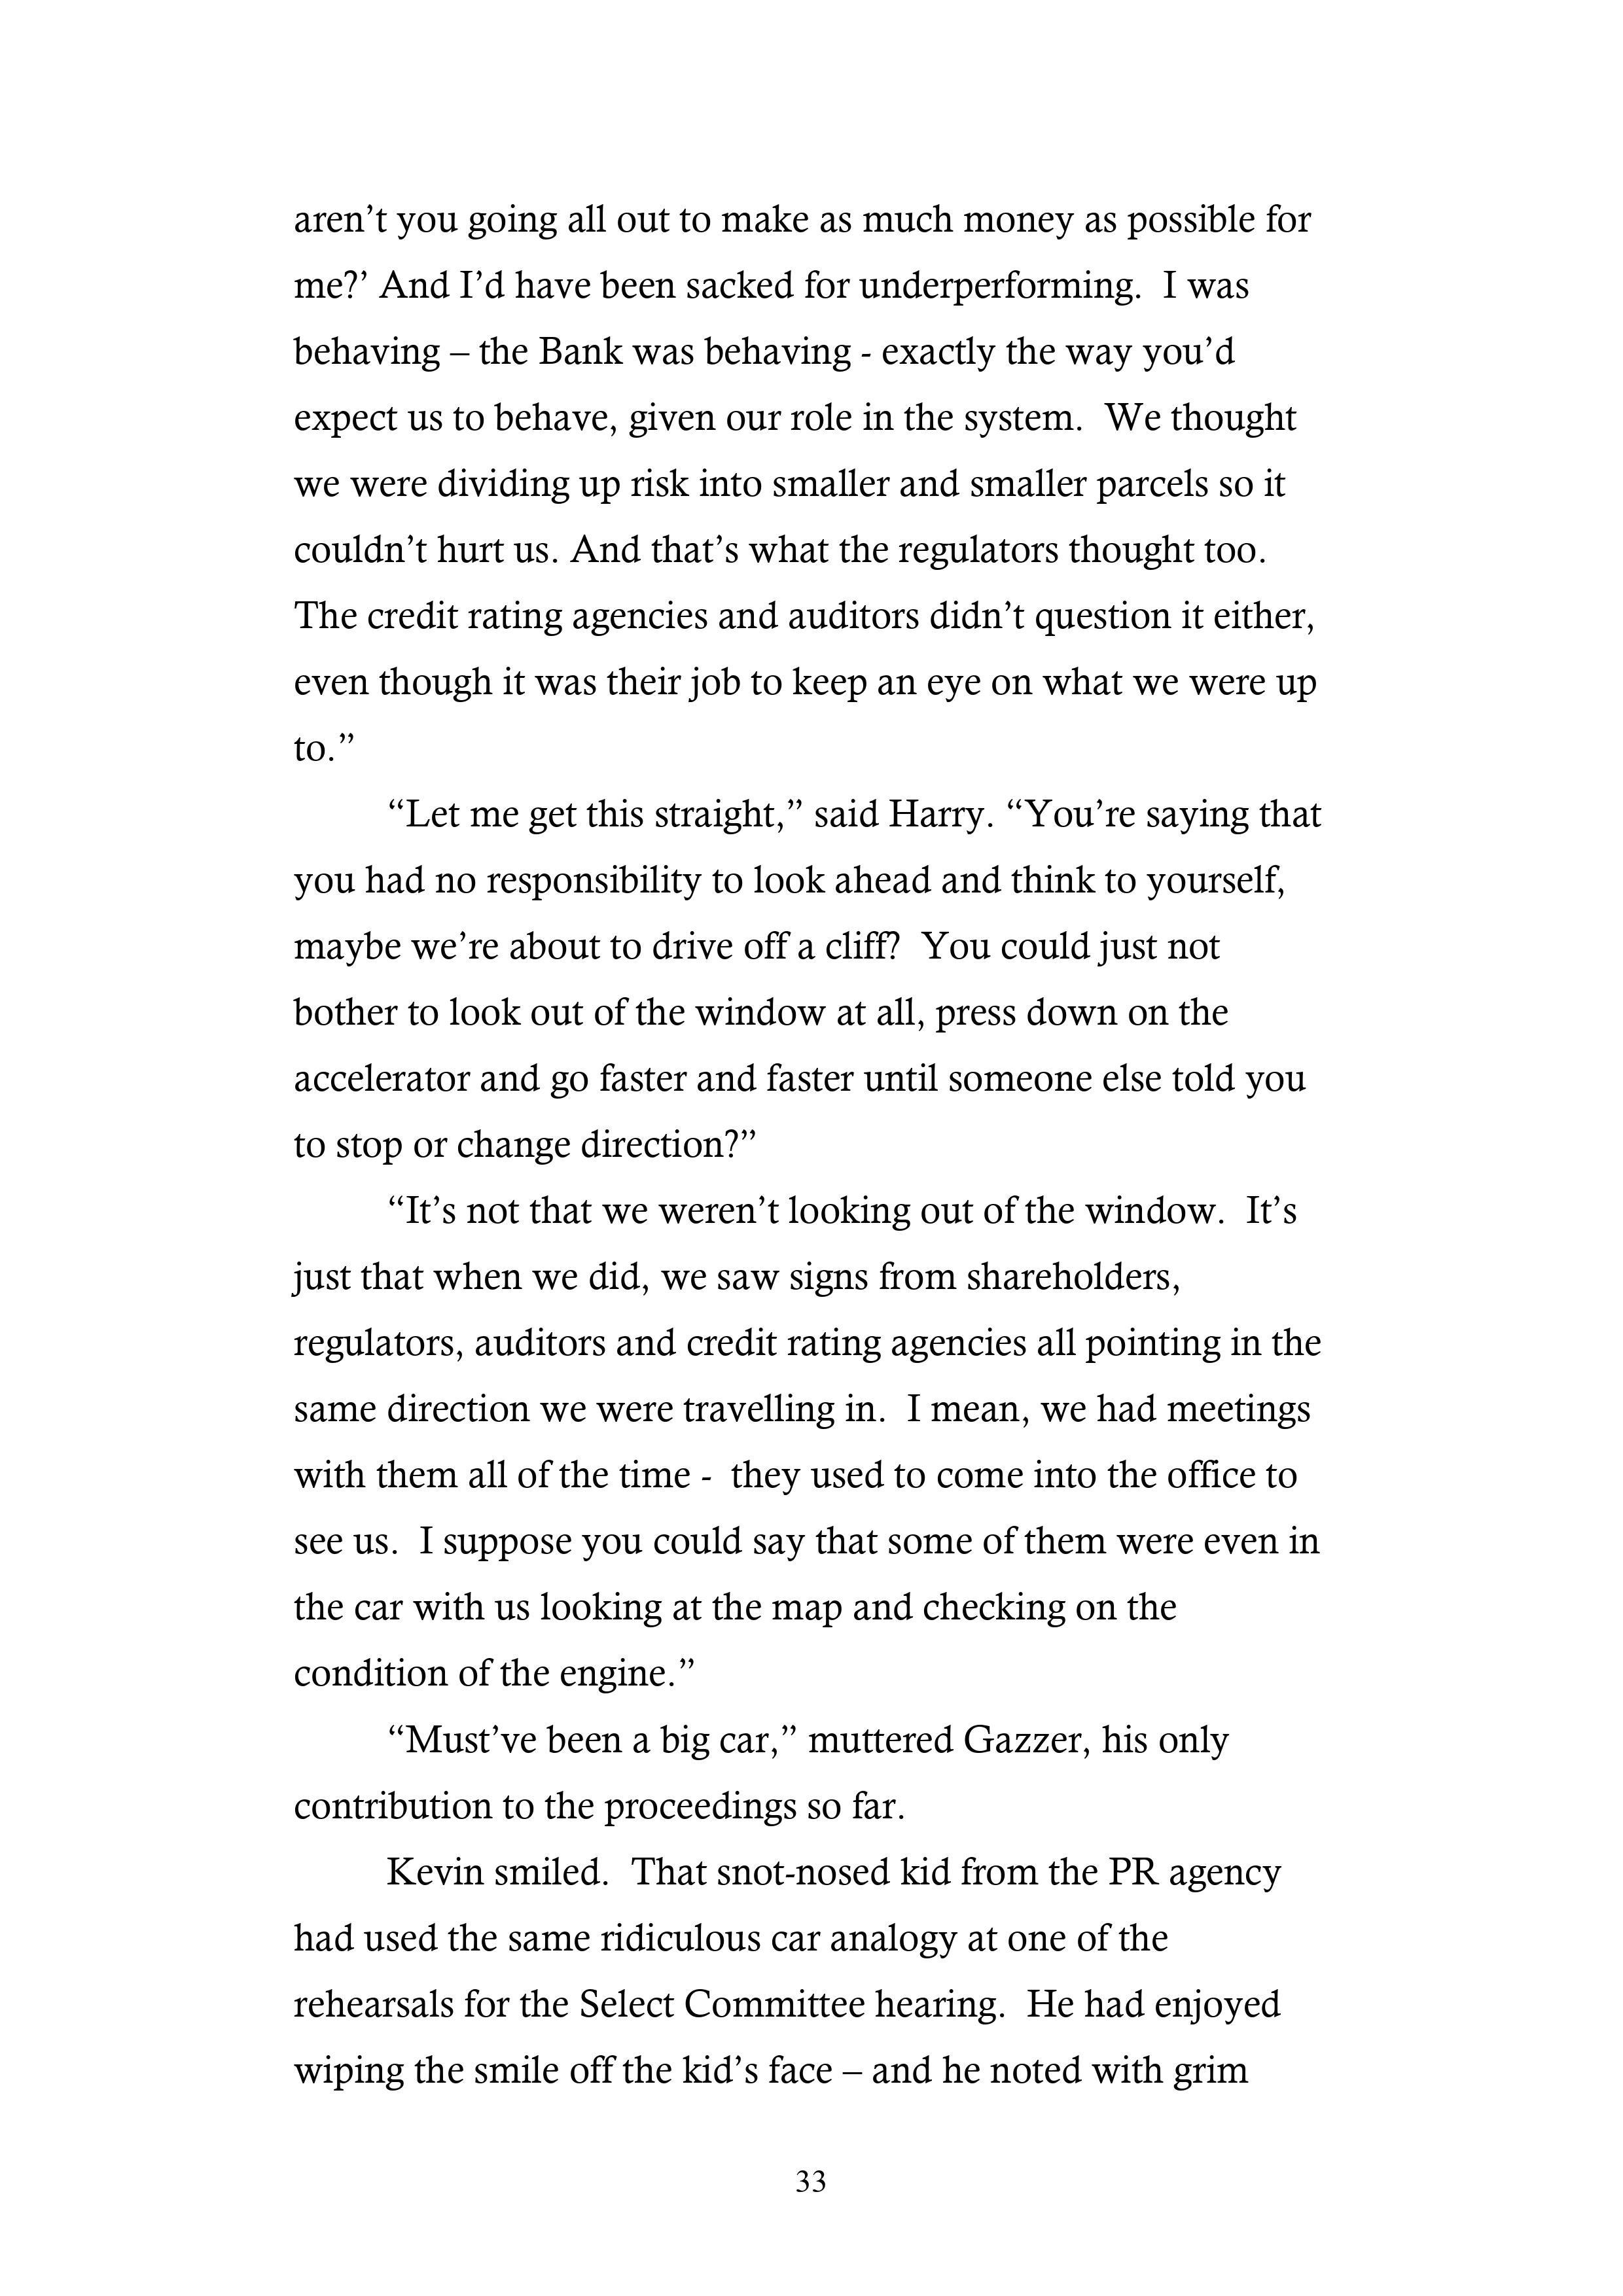 aren’t you going all out to make as much money as possible for
me?’ And I’d have been sacked for underperforming.  I was
behaving – the Bank was behaving - exactly the way you’d
expect us to behave, given our role in the system.  We thought
we were dividing up risk into smaller and smaller parcels so it
couldn’t hurt us. And that’s what the regulators thought too.
The credit rating agencies and auditors didn’t question it either,
even though it was their job to keep an eye on what we were up
to.”
“Let me get this straight,” said Harry. “You’re saying that
you had no responsibility to look ahead and think to yourself,
maybe we’re about to drive off a cliff?  You could just not
bother to look out of the window at all, press down on the
accelerator and go faster and faster until someone else told you
to stop or change direction?”
“It’s not that we weren’t looking out of the window.  It’s
just that when we did, we saw signs from shareholders,
regulators, auditors and credit rating agencies all pointing in the
same direction we were travelling in.  I mean, we had meetings
with them all of the time -  they used to come into the office to
see us.  I suppose you could say that some of them were even in
the car with us looking at the map and checking on the
condition of the engine.”
“Must’ve been a big car,” muttered Gazzer, his only
contribution to the proceedings so far.
Kevin smiled.  That snot-nosed kid from the PR agency
had used the same ridiculous car analogy at one of the
rehearsals for the Select Committee hearing.  He had enjoyed
wiping the smile off the kid’s face – and he noted with grim
33